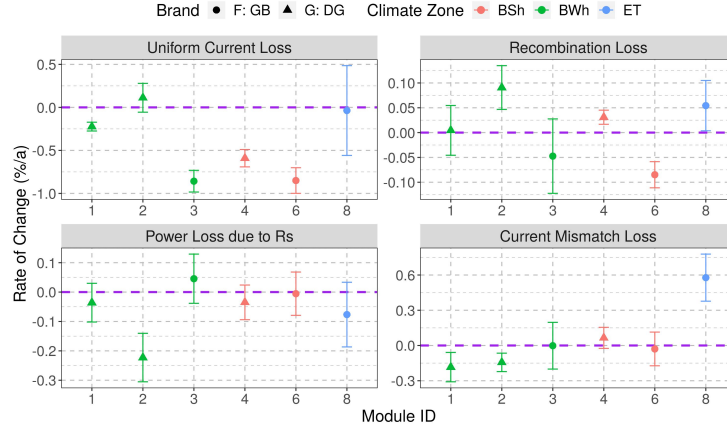 Brand F: GB G: DG Climate Zone BSh BWh ET
Uniform Current Loss
0.5
0.0
-0.5
-1.0
1 2 3 4 6 8
Recombination Loss
0.10
0.05
0.00
-0.05
-0.10
1 2 3 4 6 8
Rate of Change (%/a)
Power Loss due to Rs
0.1
0.0
-0.1
-0.2
-0.3
1 2 3 4 6 8
Current Mismatch Loss
0.6
0.3
0.0
-0.3
1 2 3 4 6 8
Module ID